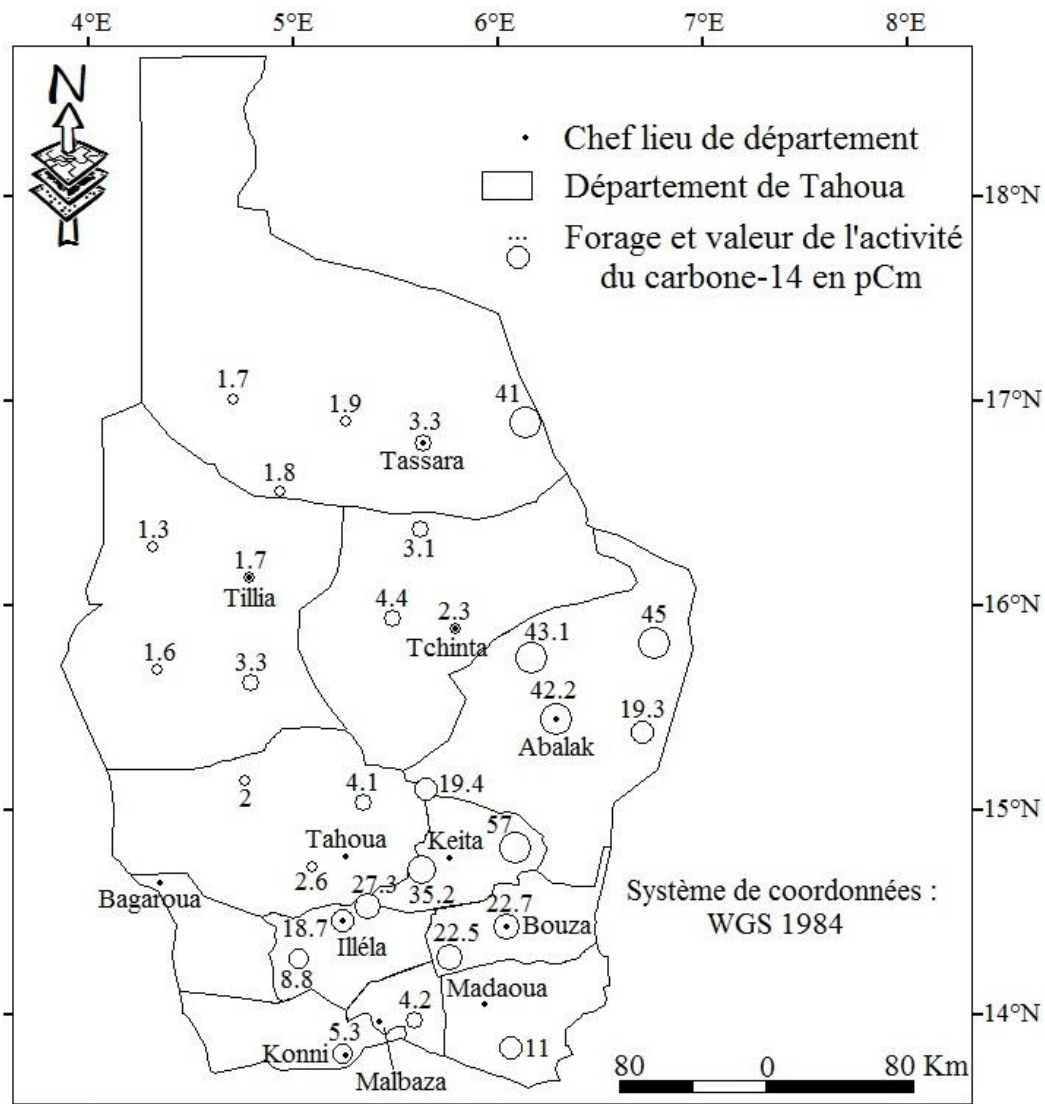 4°E 5°E 6°E 7°E 8°E
N
Chef lieu de département
Département de Tahoua
18°N
...
Forage et valeur de l'activité
du carbone-14 en pCm
1.7
1.9
3.3
41
17°N
Tassara
1.8
1.3
1.7
3.1
Tillia
4.4
2.3
16°N
Tchinta
43.1
45
1.6
3.3
42.2
19.3
Abalak
2
4.1
19.4
15°N
Tahoua
Keita
57
2.6
27.3
35.2
Bagaroua
Système de coordonnées :
WGS 1984
18.7
Illéla
22.7
Bouza
22.5
8.8
Madaoua
4.2
14°N
5.3
Konni
11
Malbaza
80 0 80 Km